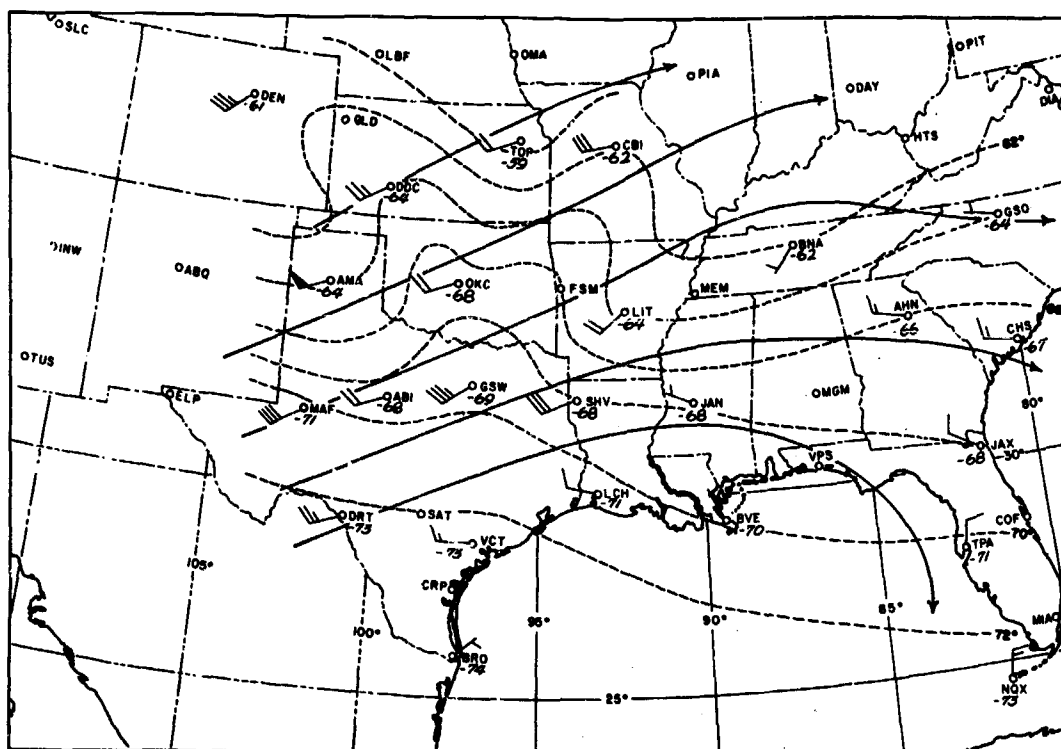 SLC
LBF
OMA
PIT
PIA
DEN
61
DAY
DIA
GLD
HTS
TOP
-59
CBI
-62
62°
DDC
-64
GSO
-64
INW
ABQ
AMA
-64
OKC
-68
FSM
BNA
-62
MEM
LIT
-64
AHN
-66
CHS
-67
TUS
ELP
MAF
-71
ABI
-68
GSW
-69
SHV
-68
JAN
-68
MGM
80°
JAX
-68
-30°
VPS
LCH
-71
DRT
-73
SAT
VCT
-75
BVE
-70
COF
70°
TPA
-71
105°
CRP
100°
95°
90°
85°
MIA
72°
BRO
-74
25°
NQX
-73